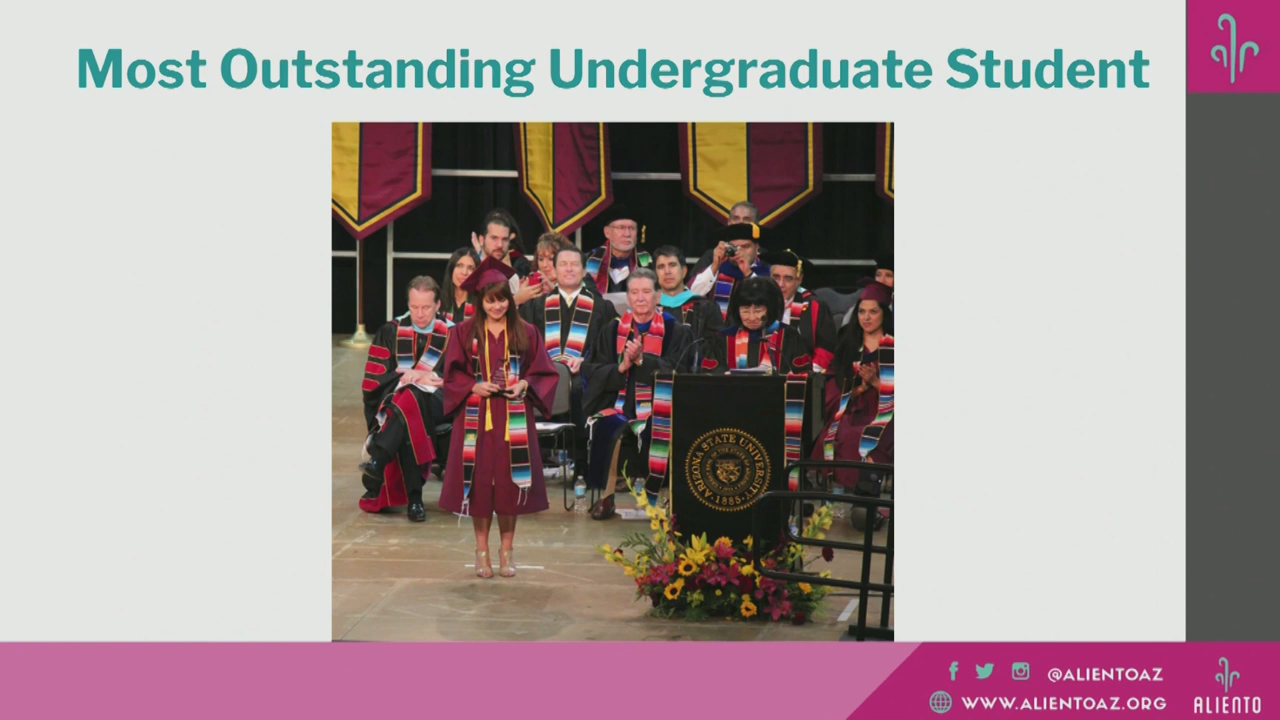 Most Outstanding Undergraduate Student
ARIZONA STATE UNIVERSITY
1885
@ALIENTOAZ
WWW.ALIENTOAZ.ORG
ALIENTO